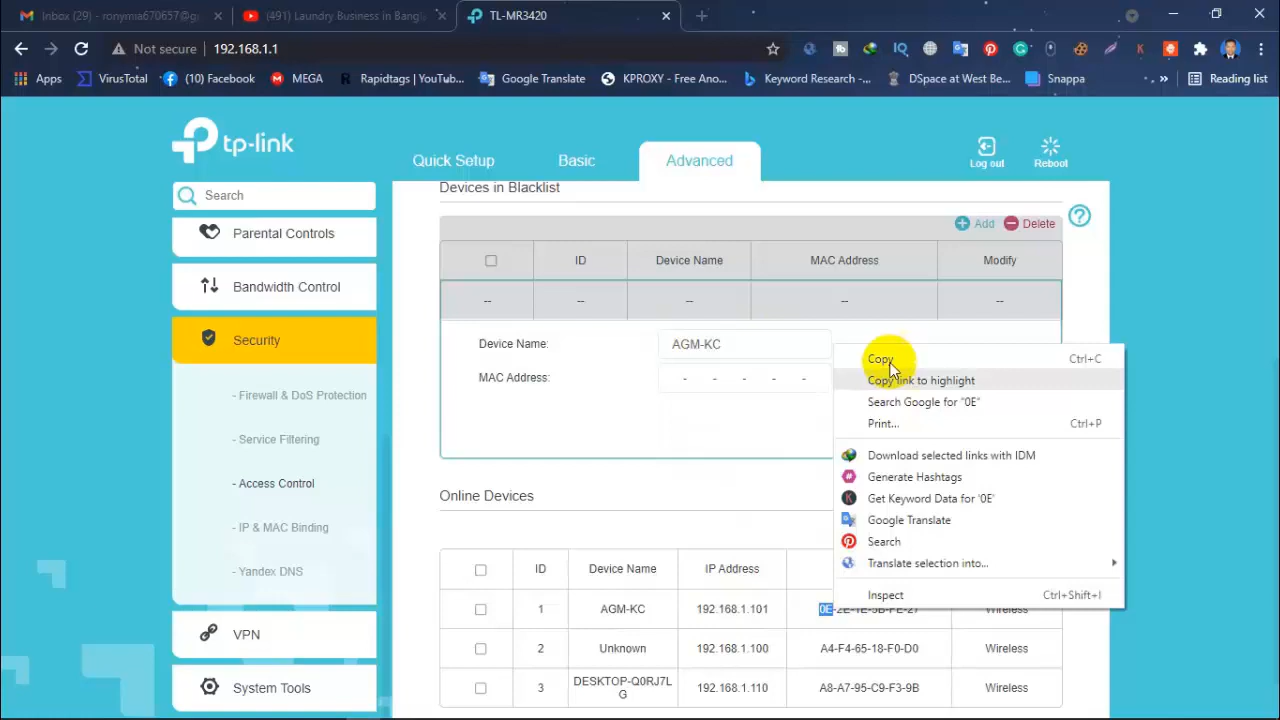 Inbox (29) - ronymia670657@g
(491) Laundry Business in Bang
TL-MR3420
Not secure
192.168.1.1
Apps
VirusTotal
(10) Facebook
MEGA
Rapidtags | YouTub...
Google Translate
KPROXY - Free Ano...
Keyword Research -...
DSpace at West Be...
Snappa
Reading list
tp-link
Quick Setup
Basic
Advanced
Log out
Reboot
Search
Parental Controls
Bandwidth Control
Security
- Firewall & DoS Protection
- Service Filtering
- Access Control
- IP & MAC Binding
- Yandex DNS
VPN
System Tools
Devices in Blacklist
Add
Delete
ID
Device Name
MAC Address
Modify
-- -- -- -- --
Device Name:
AGM-KC
MAC Address:
- - - - -
Copy
Ctrl+C
Copy link to highlight
Search Google for "0E"
Print...
Ctrl+P
Download selected links with IDM
Generate Hashtags
Get Keyword Data for '0E'
Google Translate
Search
Translate selection into...
Inspect
Ctrl+Shift+I
Online Devices
ID
Device Name
IP Address
1
AGM-KC
192.168.1.101
0E-2E-1E-5B-FE-27
Wireless
2
Unknown
192.168.1.100
A4-F4-65-18-F0-D0
Wireless
3
DESKTOP-Q0RJ7L
G
192.168.1.110
A8-A7-95-C9-F3-9B
Wireless